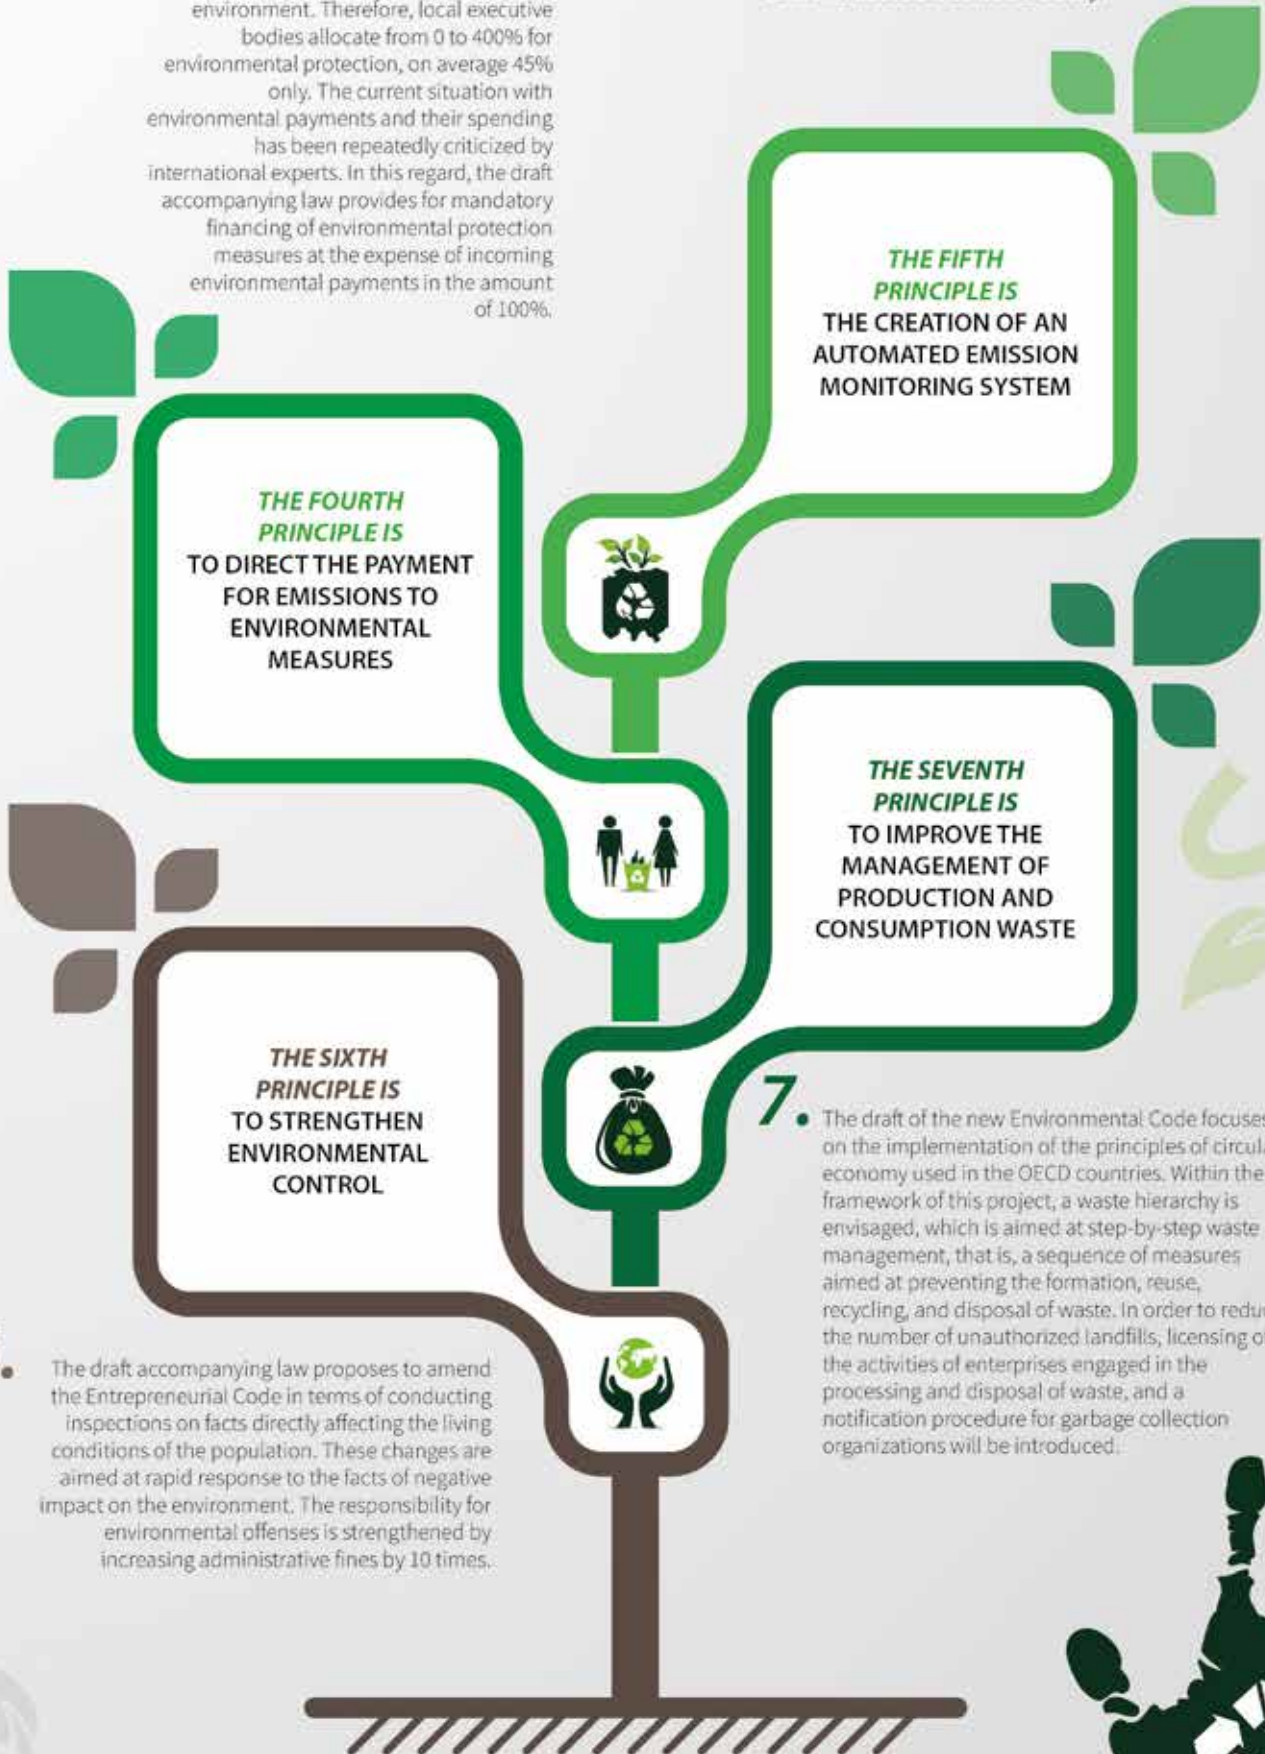 environment. Therefore, local executive
bodies allocate from 0 to 400% for
environmental protection, on average 45%
only. The current situation with
environmental payments and their spending
has been repeatedly criticized by
international experts. In this regard, the draft
accompanying law provides for mandatory
financing of environmental protection
measures at the expense of incoming
environmental payments in the amount
of 100%.
THE FIFTH
PRINCIPLE IS
THE CREATION OF AN
AUTOMATED EMISSION
MONITORING SYSTEM
THE FOURTH
PRINCIPLE IS
TO DIRECT THE PAYMENT
FOR EMISSIONS TO
ENVIRONMENTAL
MEASURES
THE SEVENTH
PRINCIPLE IS
TO IMPROVE THE
MANAGEMENT OF
PRODUCTION AND
CONSUMPTION WASTE
THE SIXTH
PRINCIPLE IS
TO STRENGTHEN
ENVIRONMENTAL
CONTROL
7. The draft of the new Environmental Code focuses
on the implementation of the principles of circul
economy used in the OECD countries. Within the
framework of this project, a waste hierarchy is
envisaged, which is aimed at step-by-step waste
management, that is, a sequence of measures
aimed at preventing the formation, reuse,
recycling, and disposal of waste. In order to redu
the number of unauthorized landfills, licensing o
the activities of enterprises engaged in the
processing and disposal of waste, and a
notification procedure for garbage collection
organizations will be introduced.
The draft accompanying law proposes to amend
the Entrepreneurial Code in terms of conducting
inspections on facts directly affecting the living
conditions of the population. These changes are
aimed at rapid response to the facts of negative
impact on the environment. The responsibility for
environmental offenses is strengthened by
increasing administrative fines by 10 times.